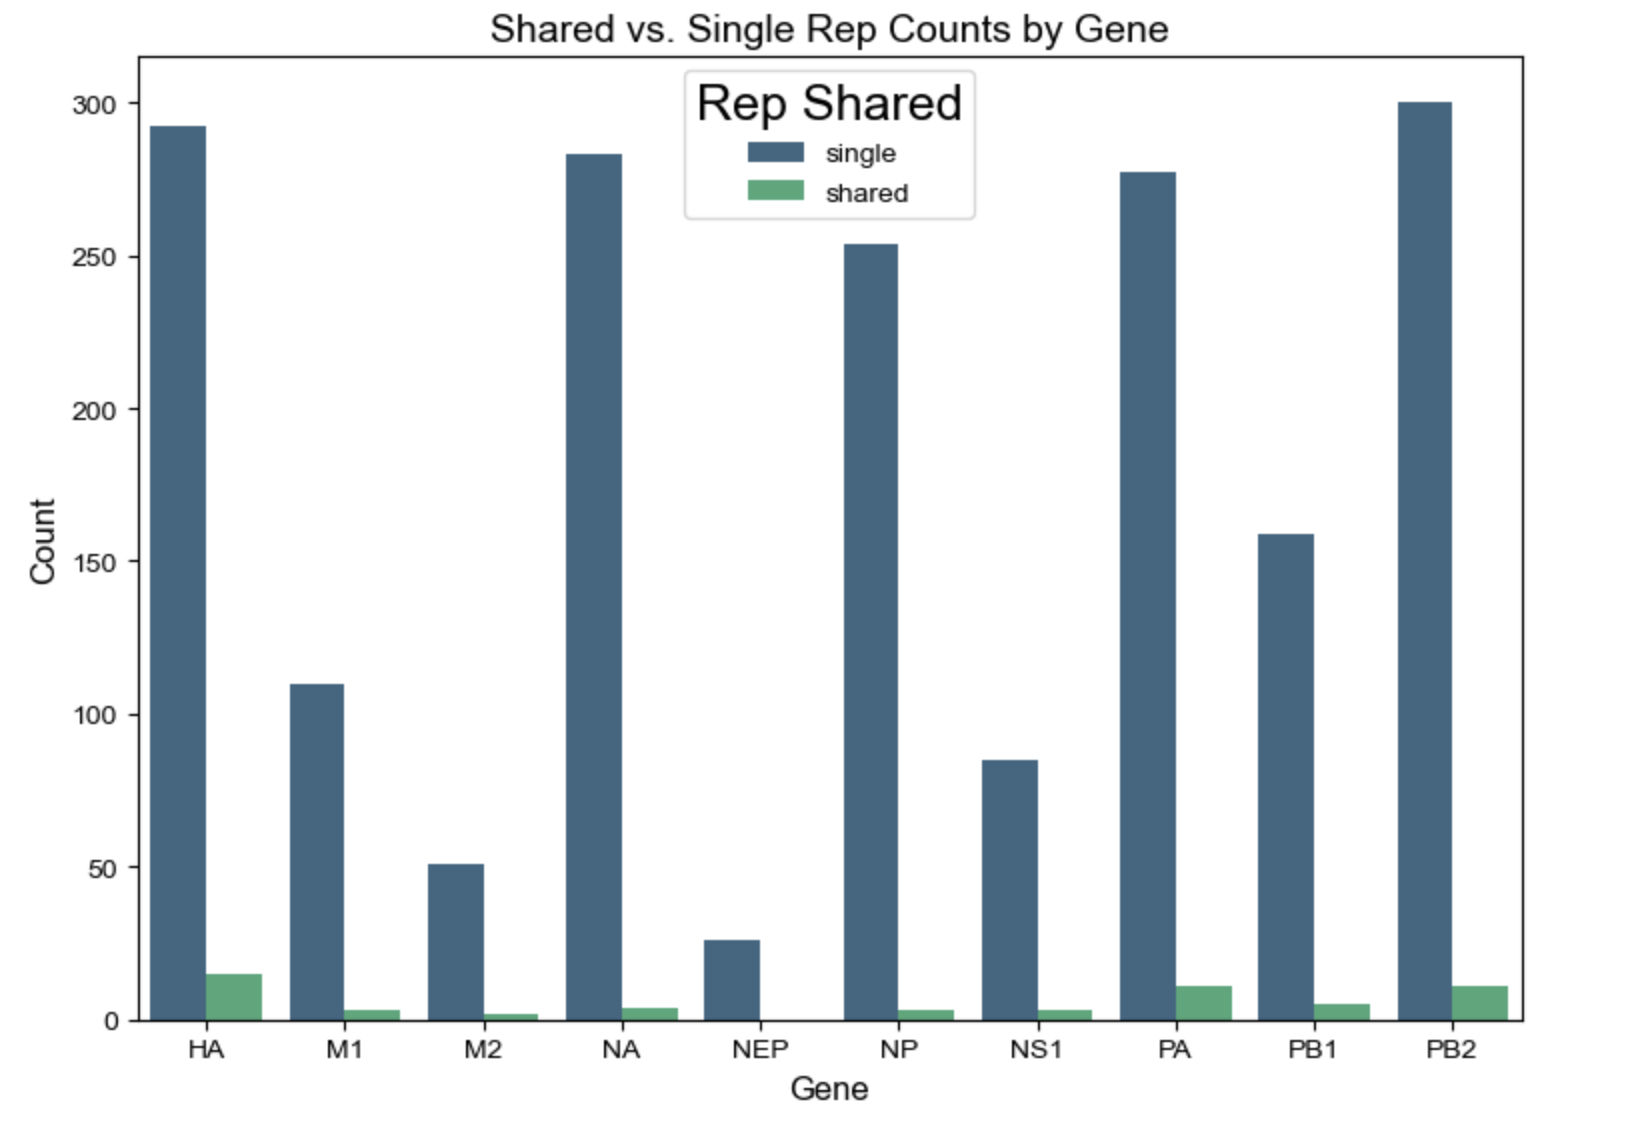 Shared vs. Single Rep Counts by Gene
Rep Shared
single
shared
300
250
200
150
100
50
0
Count
HA M1 M2 NA NEP NP NS1 PA PB1 PB2
Gene